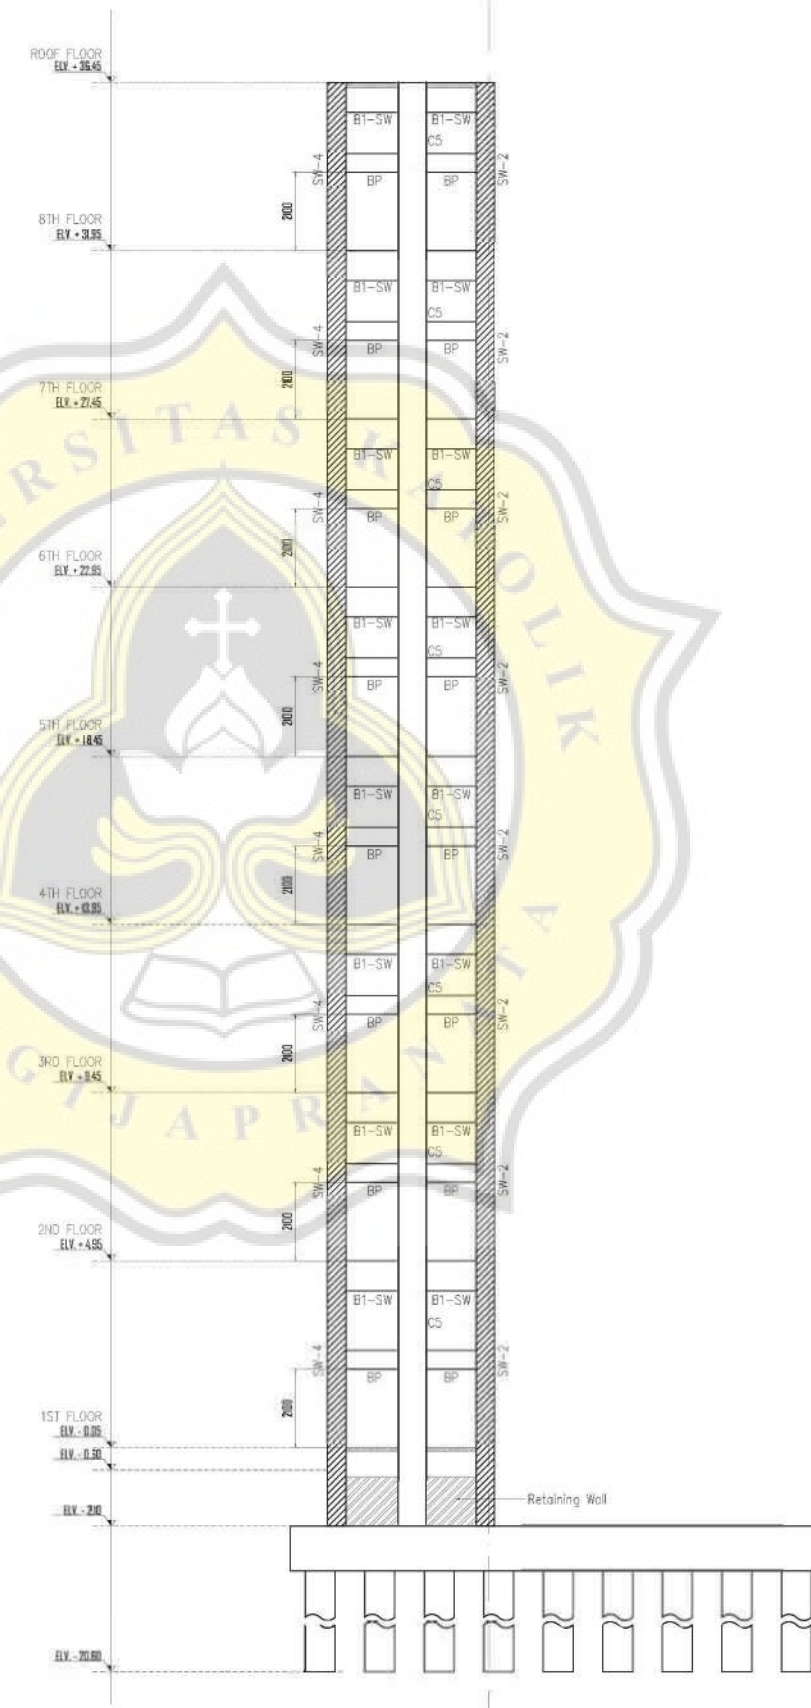 ROOF FLOOR
ELV. + 36.45
B1-SW
B1-SW
C5
SW-4
SW-2
BP
BP
2100
8TH FLOOR
ELV. + 31.95
B1-SW
B1-SW
C5
SW-4
SW-2
BP
BP
2100
7TH FLOOR
ELV. + 27.45
B1-SW
B1-SW
C5
SW-4
SW-2
BP
BP
2100
6TH FLOOR
ELV. + 22.95
B1-SW
B1-SW
C5
SW-4
SW-2
BP
BP
2100
5TH FLOOR
ELV. + 18.45
B1-SW
B1-SW
C5
SW-4
SW-2
BP
BP
2100
4TH FLOOR
ELV. + 13.95
B1-SW
B1-SW
C5
SW-4
SW-2
BP
BP
2100
3RD FLOOR
ELV. + 9.45
B1-SW
B1-SW
C5
SW-4
SW-2
BP
BP
2100
2ND FLOOR
ELV. + 4.95
B1-SW
B1-SW
C5
SW-4
SW-2
BP
BP
2100
1ST FLOOR
ELV. - 0.05
ELV. - 2.10
Retaining Wall
ELV. - 20.60
ERSITAS KATOLIK
GIJAPRANATA